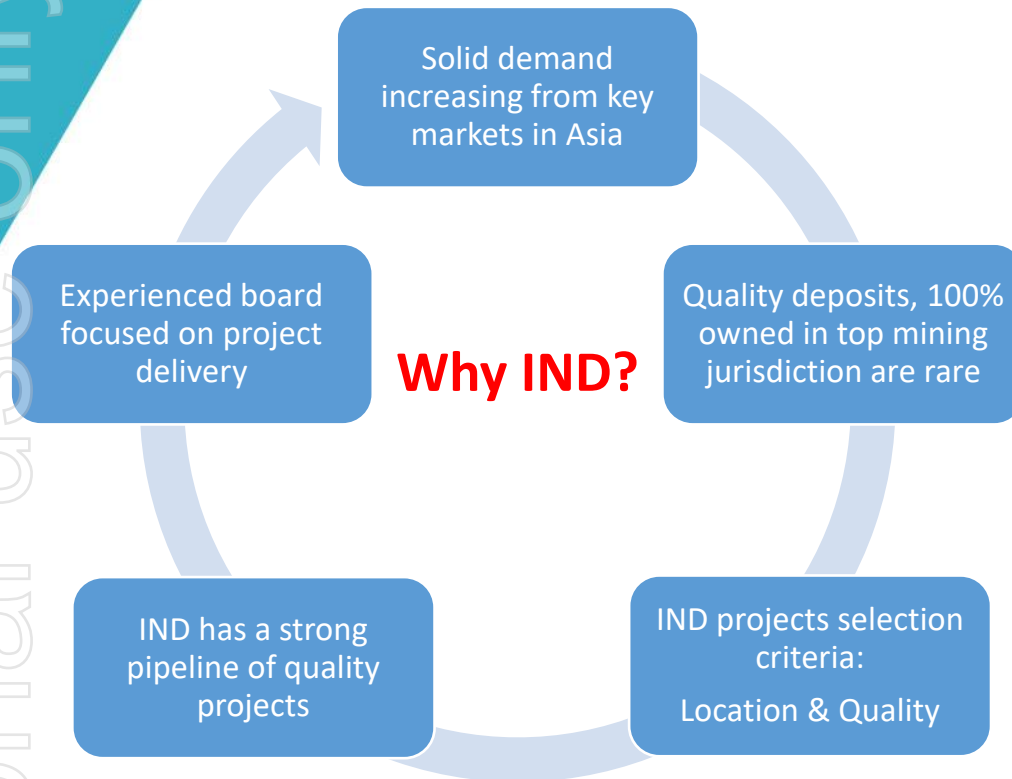 Solid demand
increasing from key
markets in Asia
Quality deposits, 100%
owned in top mining
jurisdiction are rare
IND projects selection
criteria:
Location & Quality
IND has a strong
pipeline of quality
projects
Experienced board
focused on project
delivery
Why IND?